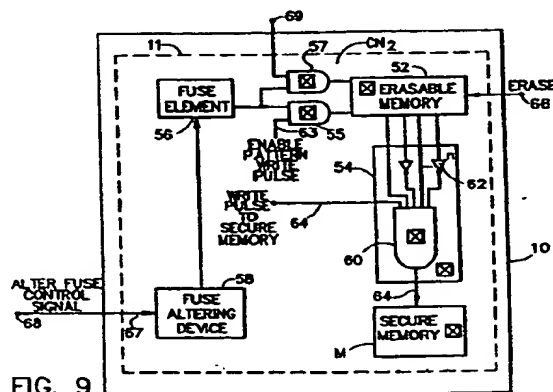 69
11
57
CN2
FUSE
ELEMENT
56
52
ERASABLE
MEMORY
ERASE
66
63
55
ENABLE
PATTERN
WRITE
PULSE
54
62
WRITE
PULSE
TO
SECURE
MEMORY
64
60
10
58
64
ALTER FUSE
CONTROL
SIGNAL
68
67
FUSE
ALTERING
DEVICE
M
SECURE
MEMORY
FIG. 9